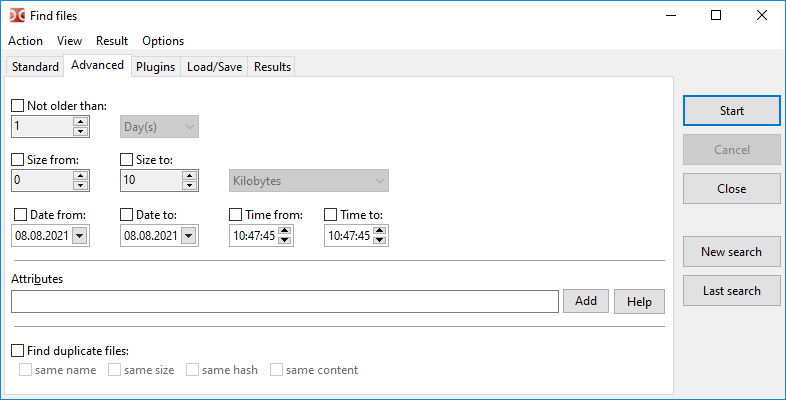 Find files
Action View Result Options
Standard Advanced Plugins Load/Save Results
Not older than:
1 Day(s)
Start
Size from: Size to:
0 10 Kilobytes
Cancel
Close
Date from: Date to: Time from: Time to:
08.08.2021 08.08.2021 10:47:45 10:47:45
New search
Attributes
Add Help
Last search
Find duplicate files:
same name same size same hash same content